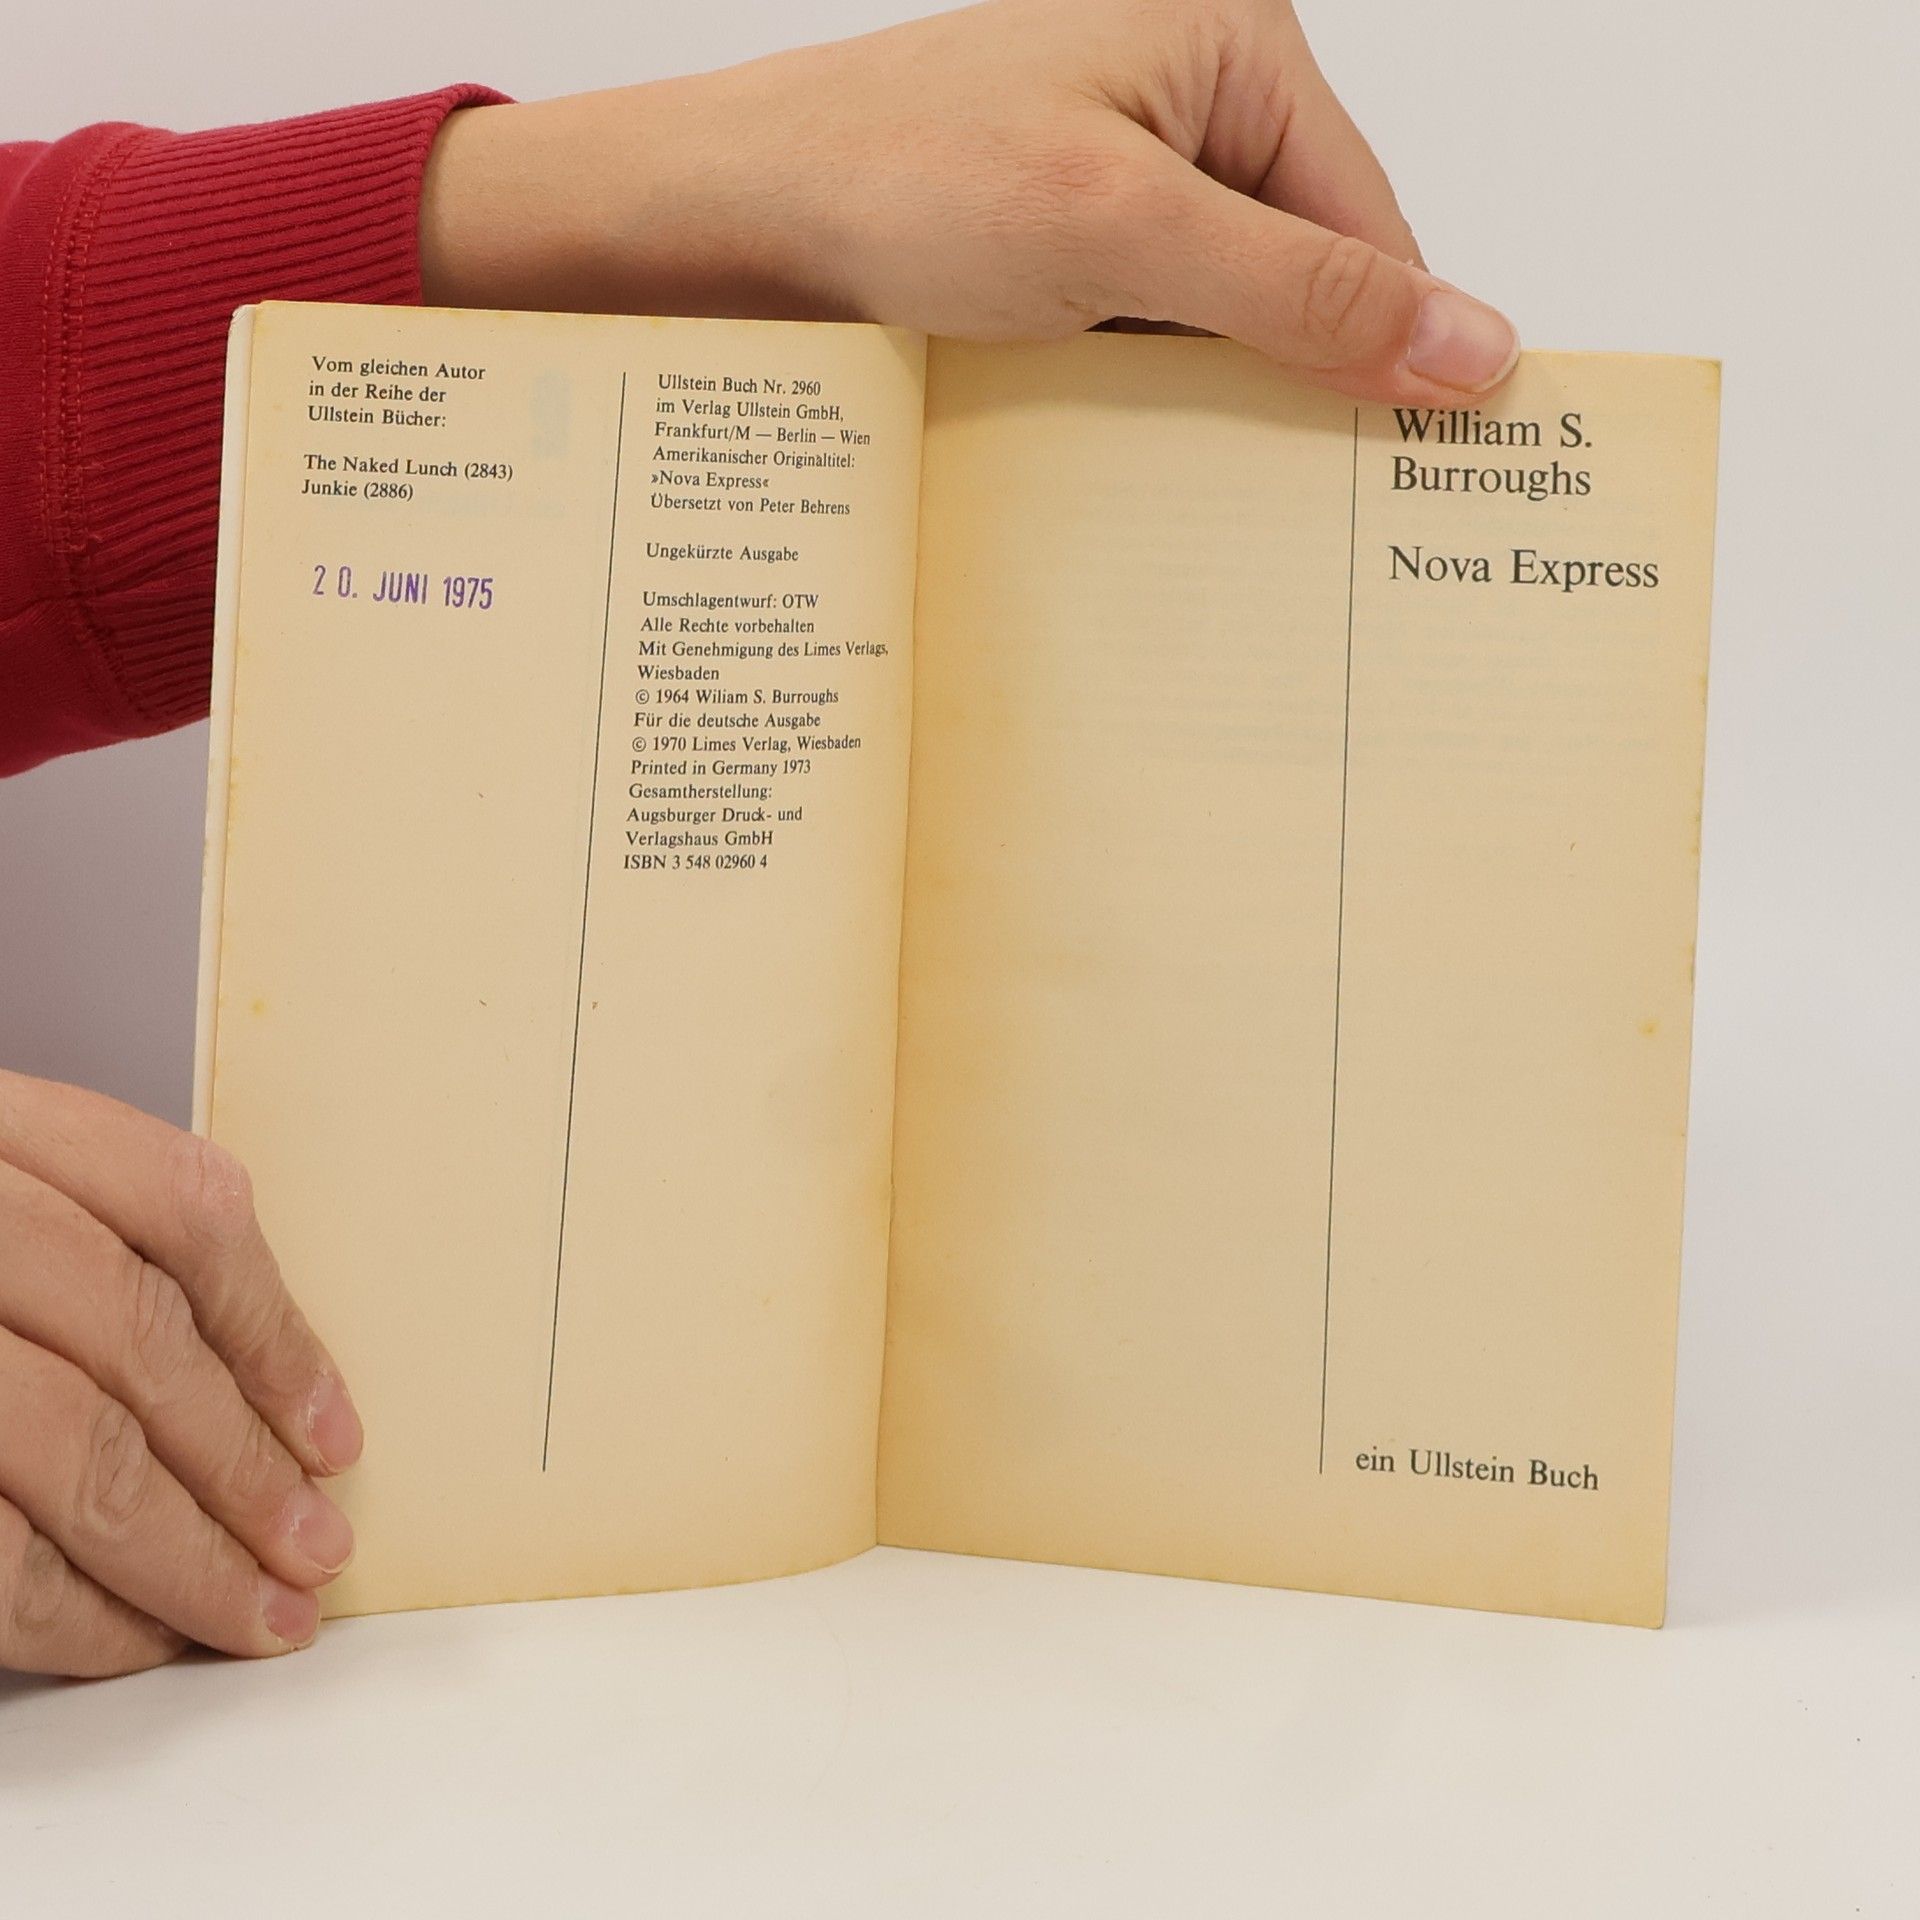 Vom gleichen Autor
in der Reihe der
Ullstein Bücher:
The Naked Lunch (2843)
Junkie (2886)
20. JUNI 1975
Ullstein Buch Nr. 2960
im Verlag Ullstein GmbH,
Frankfurt/M — Berlin — Wien
Amerikanischer Originaltitel:
»Nova Express«
Übersetzt von Peter Behrens
Ungekürzte Ausgabe
Umschlagentwurf: OTW
Alle Rechte vorbehalten
Mit Genehmigung des Limes Verlags,
Wiesbaden
© 1964 Wiliam S. Burroughs
Für die deutsche Ausgabe
© 1970 Limes Verlag, Wiesbaden
Printed in Germany 1973
Gesamtherstellung:
Augsburger Druck- und
Verlagshaus GmbH
ISBN 3 548 02960 4
William S.
Burroughs
Nova Express
ein Ullstein Buch